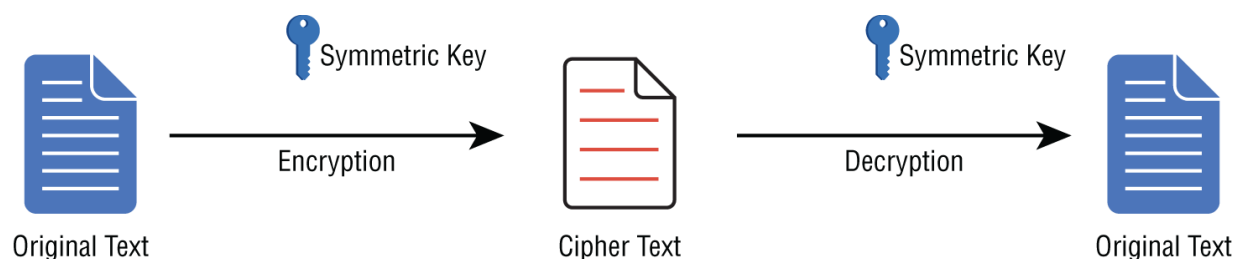 Symmetric Key
Symmetric Key
Encryption
Decryption
Original Text
Cipher Text
Original Text